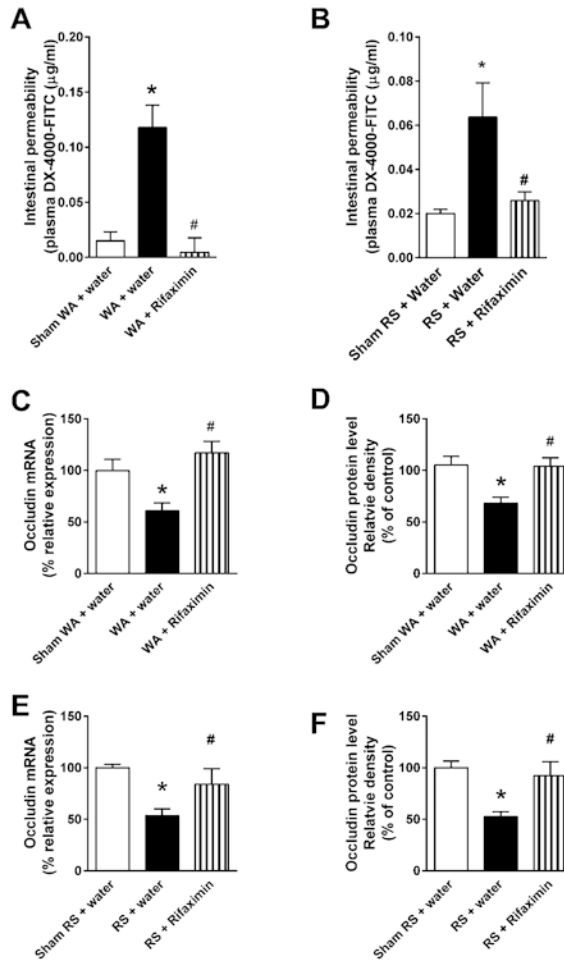 A
Intestinal permeability
(plasma DX-4000-FITC (μg/ml)
0.20
0.15
0.10
0.05
0.00
*
#
Sham WA + water
WA + water
WA + Rifaximin
B
Intestinal permeability
(plasma DX-4000-FITC (μg/ml)
0.10
0.08
0.06
0.04
0.02
0.00
*
#
Sham RS + Water
RS + Water
RS + Rifaximin
C
Occludin mRNA
(% relative expression)
150
100
50
0
*
#
Sham WA + water
WA + water
WA + Rifaximin
D
Occludin protein level
Relatvie density
(% of control)
150
100
50
0
*
#
Sham WA + water
WA + water
WA + Rifaximin
E
Occludin mRNA
(% relative expression)
150
100
50
0
*
#
Sham RS + water
RS + water
RS + Rifaximin
F
Occludin protein level
Relatvie density
(% of control)
150
100
50
0
*
#
Sham RS + water
RS + water
RS + Rifaximin